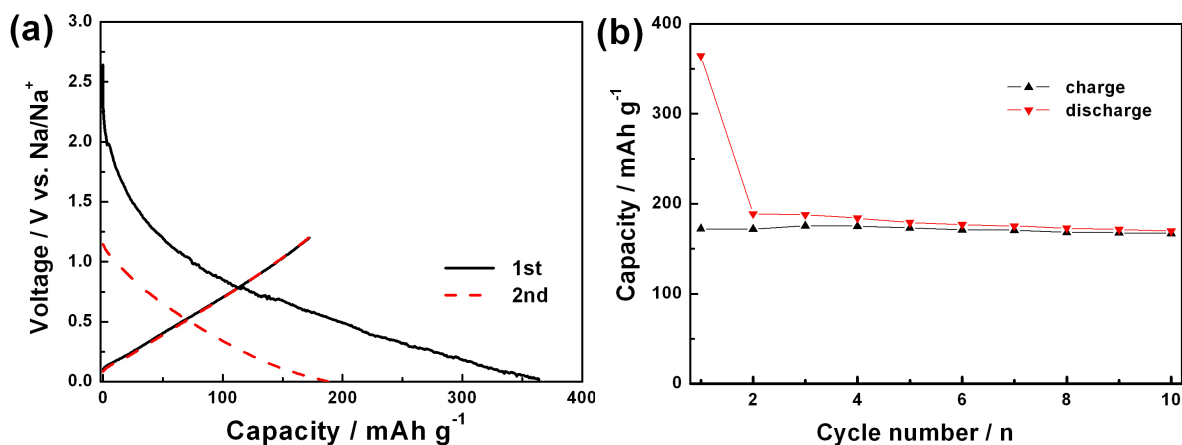 (a)
3.0
2.5
2.0
1.5
1.0
0.5
0.0
Voltage / V vs. Na/Na⁺
1st
2nd
0 100 200 300 400
Capacity / mAh g⁻¹
(b)
400
300
200
100
0
Capacity / mAh g⁻¹
charge
discharge
2 4 6 8 10
Cycle number / n